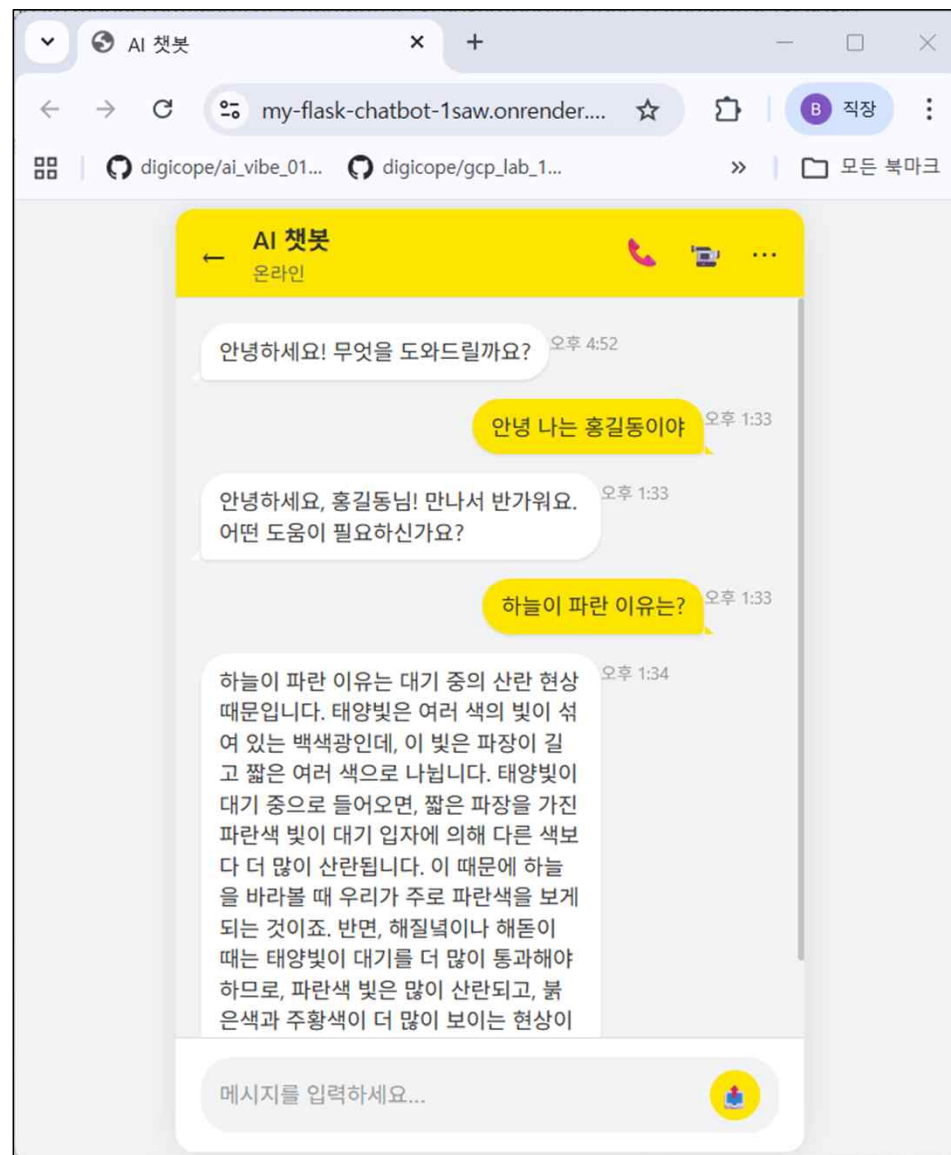 AI 챗봇
my-flask-chatbot-1saw.onrender....
B 직장
digicope/ai_vibe_01...
digicope/gcp_lab_1...
모든 북마크
AI 챗봇
온라인
안녕하세요! 무엇을 도와드릴까요?
오후 4:52
안녕 나는 홍길동이야
오후 1:33
안녕하세요, 홍길동님! 만나서 반가워요.
오후 1:33
어떤 도움이 필요하신가요?
하늘이 파란 이유는?
오후 1:33
하늘이 파란 이유는 대기 중의 산란 현상
오후 1:34
때문입니다. 태양빛은 여러 색의 빛이 섞
여 있는 백색광인데, 이 빛은 파장이 길
고 짧은 여러 색으로 나뉩니다. 태양빛이
대기 중으로 들어오면, 짧은 파장을 가진
파란색 빛이 대기 입자에 의해 다른 색보
다 더 많이 산란됩니다. 이 때문에 하늘
을 바라볼 때 우리가 주로 파란색을 보게
되는 것이죠. 반면, 해질녘이나 해돋이
때는 태양빛이 대기를 더 많이 통과해야
하므로, 파란색 빛은 많이 산란되고, 붉
은색과 주황색이 더 많이 보이는 현상이
메시지를 입력하세요...